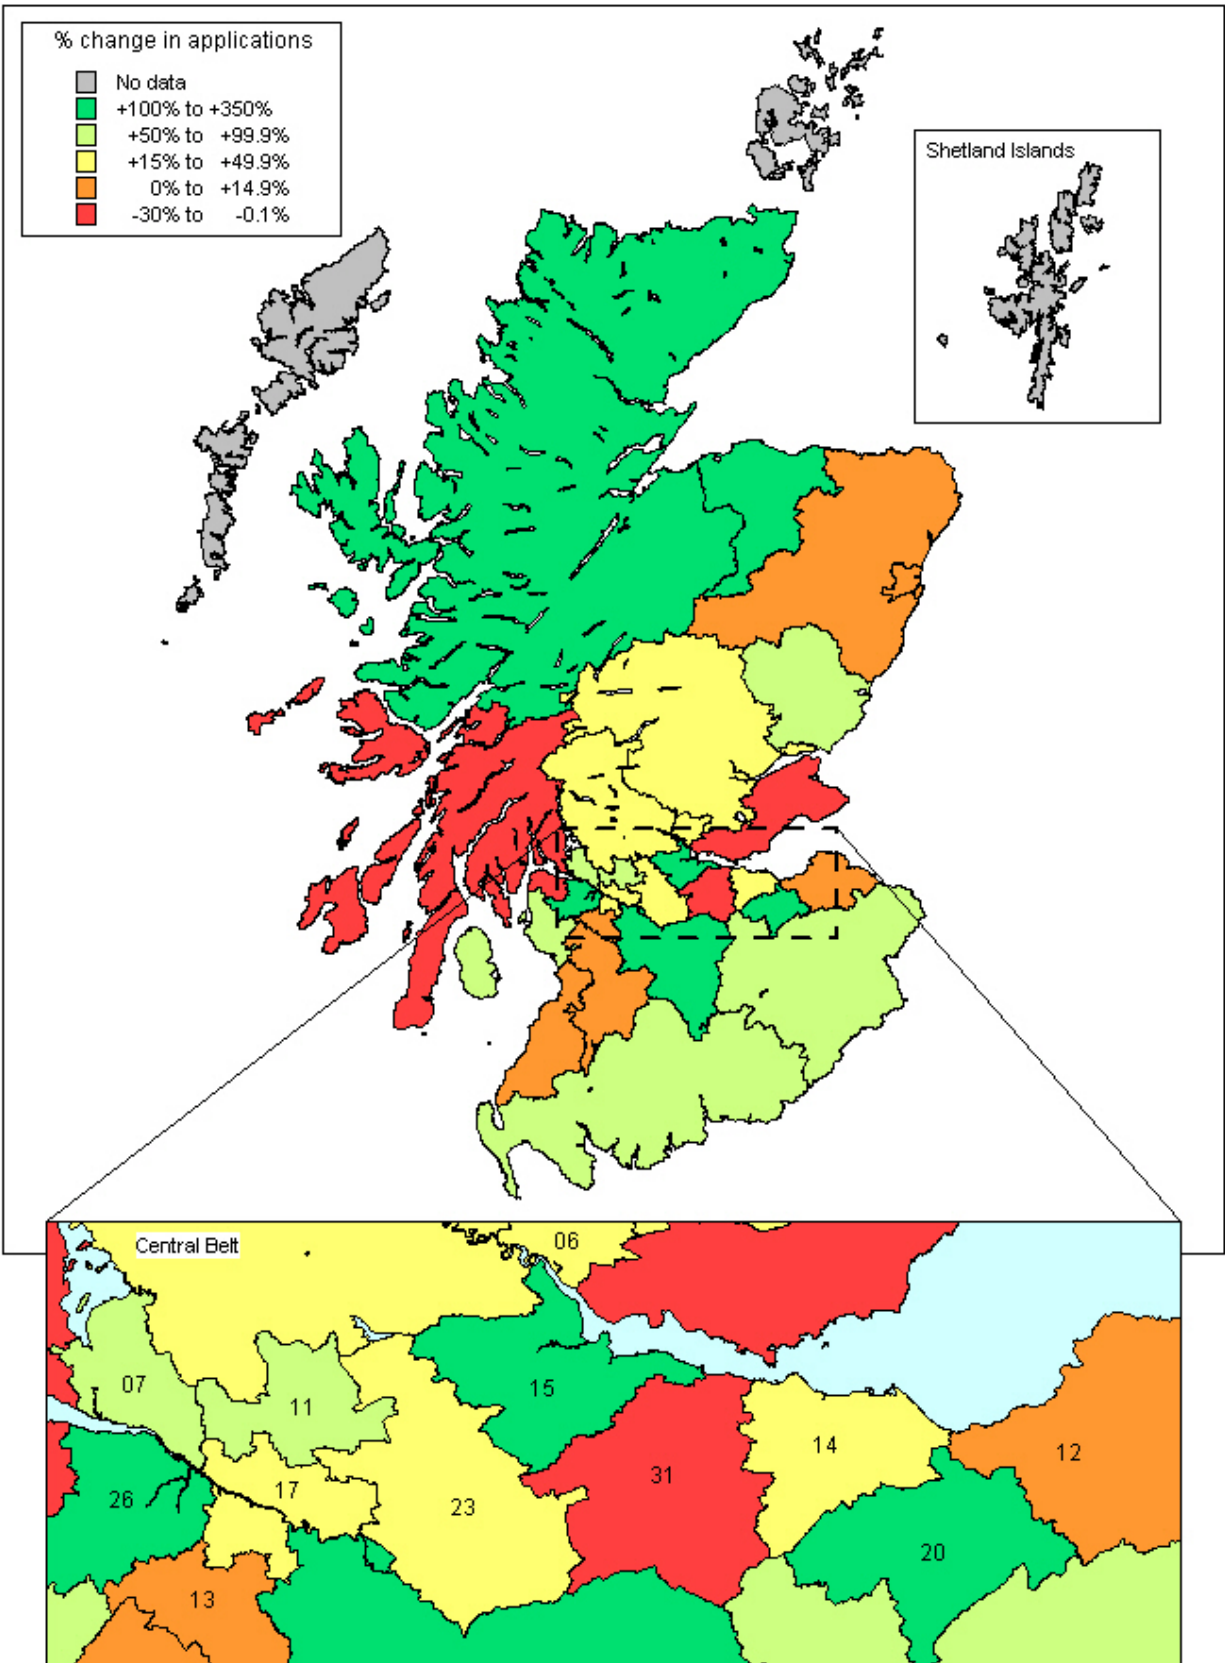 % change in applications
No data
+100% to +350%
+50% to +99.9%
+15% to +49.9%
0% to +14.9%
-30% to -0.1%
Shetland Islands
Central Belt
06
07
11
15
14
12
31
17
26
23
20
13